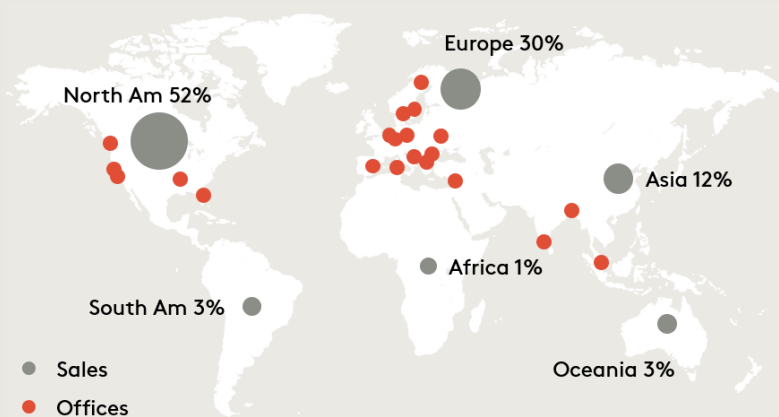 Europe 30%
North Am 52%
Asia 12%
Africa 1%
South Am 3%
Oceania 3%
Sales
Offices